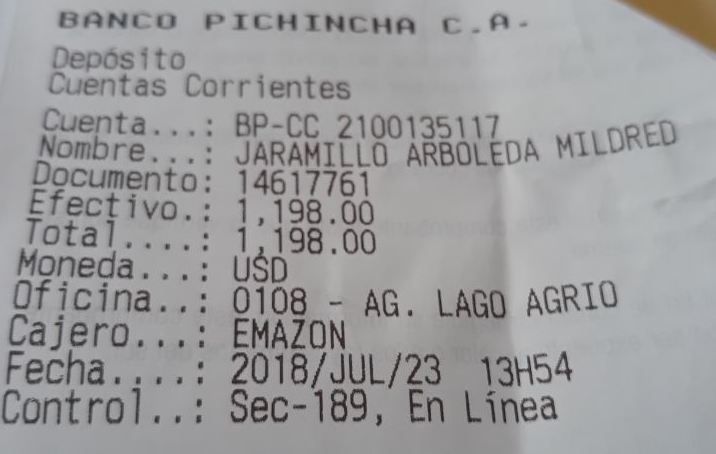 BANCO PICHINCHA C.A.
Depósito
Cuentas Corrientes
Cuenta...: BP-CC 2100135117
Nombre...: JARAMILLO ARBOLEDA MILDRED
Documento: 14617761
Efectivo.: 1,198.00
Total....: 1,198.00
Moneda...: USD
Oficina..: 0108 - AG. LAGO AGRIO
Cajero...: EMAZON
Fecha....: 2018/JUL/23 13H54
Control..: Sec-189, En Línea